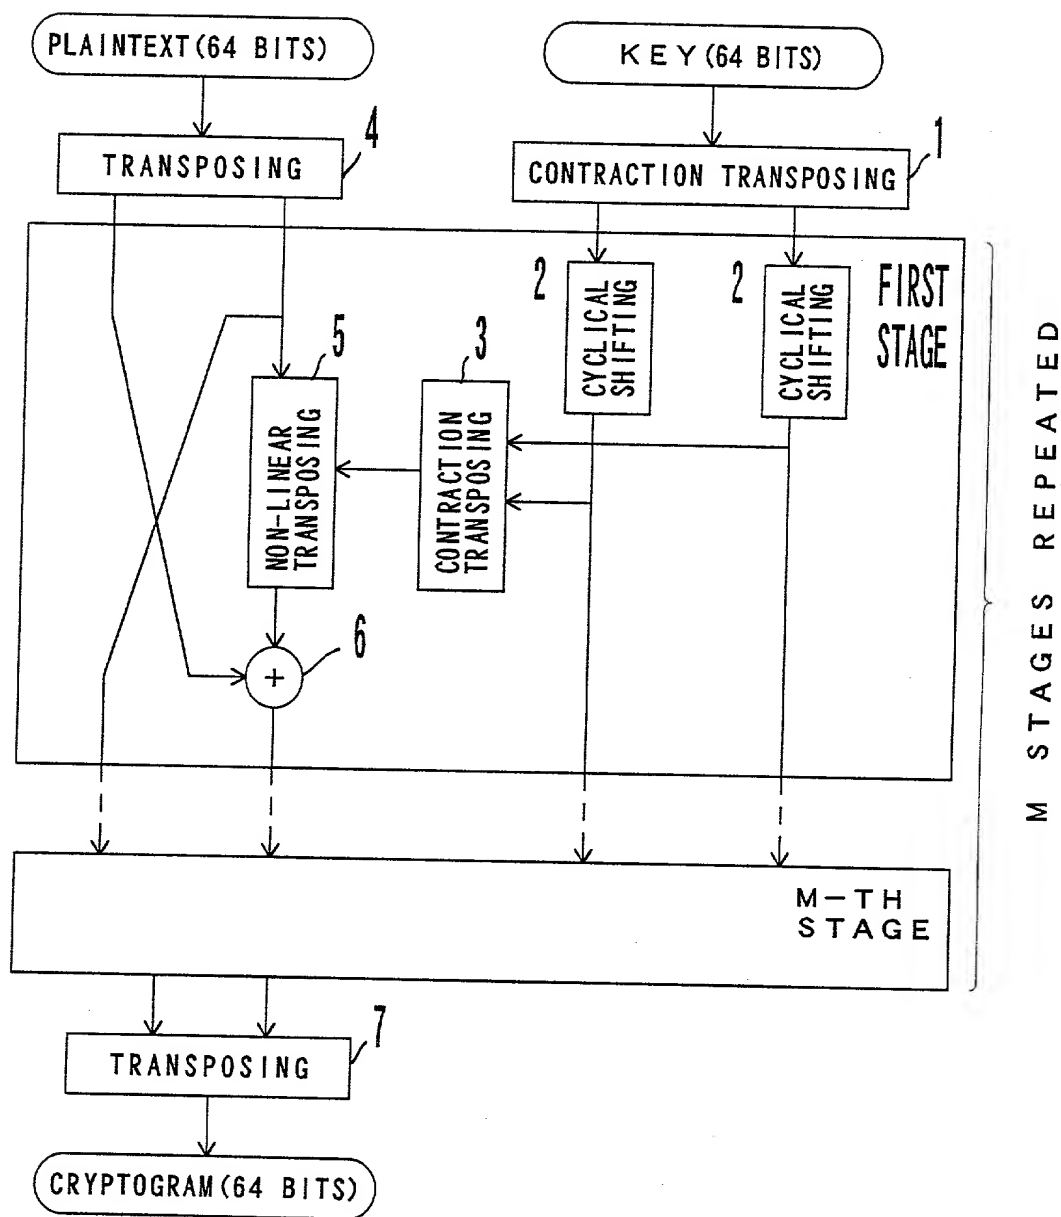 PLAINTEXT(64 BITS)
KEY(64 BITS)
4
TRANSPOSING
1
CONTRACTION TRANSPOSING
2
CYCLICAL
SHIFTING
2
CYCLICAL
SHIFTING
FIRST
STAGE
5
NON-LINEAR
TRANSPOSING
3
CONTRACTION
TRANSPOSING
6
+
M STAGES REPEATED
M-TH
STAGE
7
TRANSPOSING
CRYPTOGRAM(64 BITS)